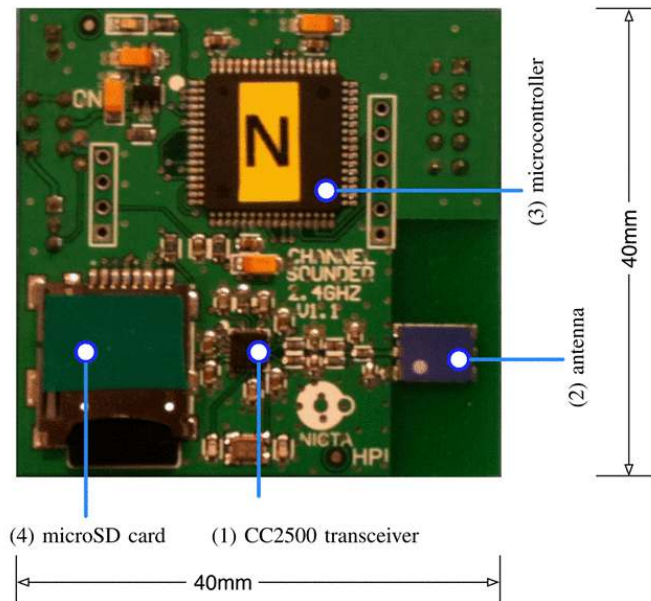 ON
N
CHANNEL
SOUNDER
2.4GHZ
V1.1
NICTA
HPI
(3) microcontroller
40mm
(2) antenna
(4) microSD card
(1) CC2500 transceiver
40mm